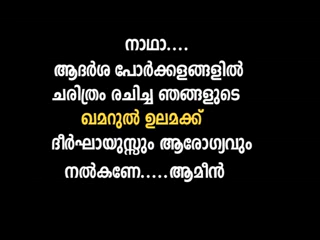 നാഥാ....
ആദർശ പോർക്കളങ്ങളിൽ
ചരിത്രം രചിച്ച ഞങ്ങളുടെ
ഖമറുൽ ഉലമക്ക്
ദീർഘായുസ്സും ആരോഗ്യവും
നൽകണേ.....ആമീൻ